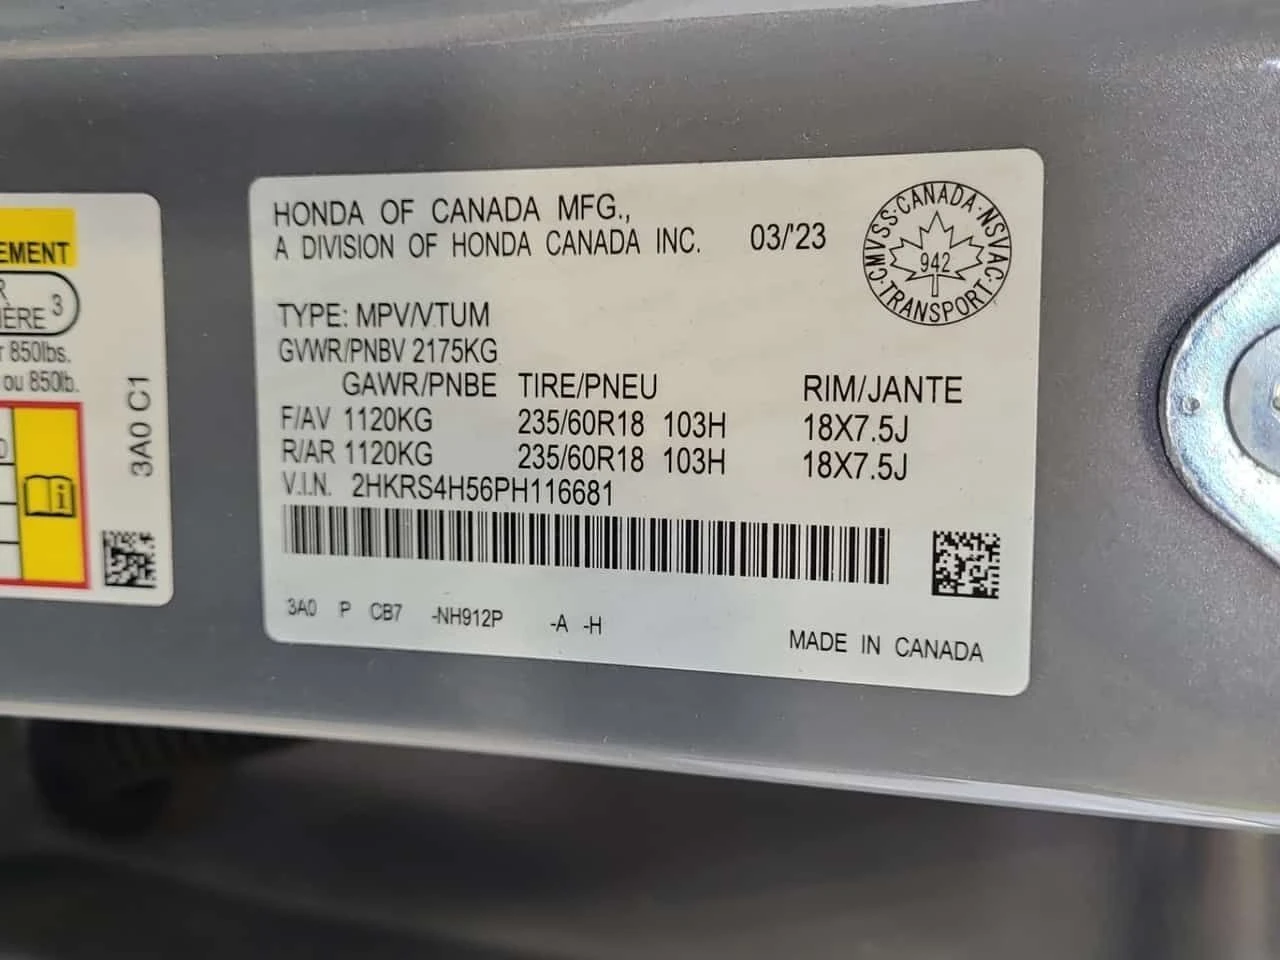 EMENT
R
IÈRE 3
r 850lbs.
ou 850lb.
3A0 C1
HONDA OF CANADA MFG.,
A DIVISION OF HONDA CANADA INC. 03/'23
CMVSS·CANADA·NSVAC·TRANSPORT·
942
TYPE: MPV/V.TUM
GVWR/PNBV 2175KG
GAWR/PNBE TIRE/PNEU RIM/JANTE
F/AV 1120KG 235/60R18 103H 18X7.5J
R/AR 1120KG 235/60R18 103H 18X7.5J
V.I.N. 2HKRS4H56PH116681
3A0 P CB7 -NH912P -A -H
MADE IN CANADA